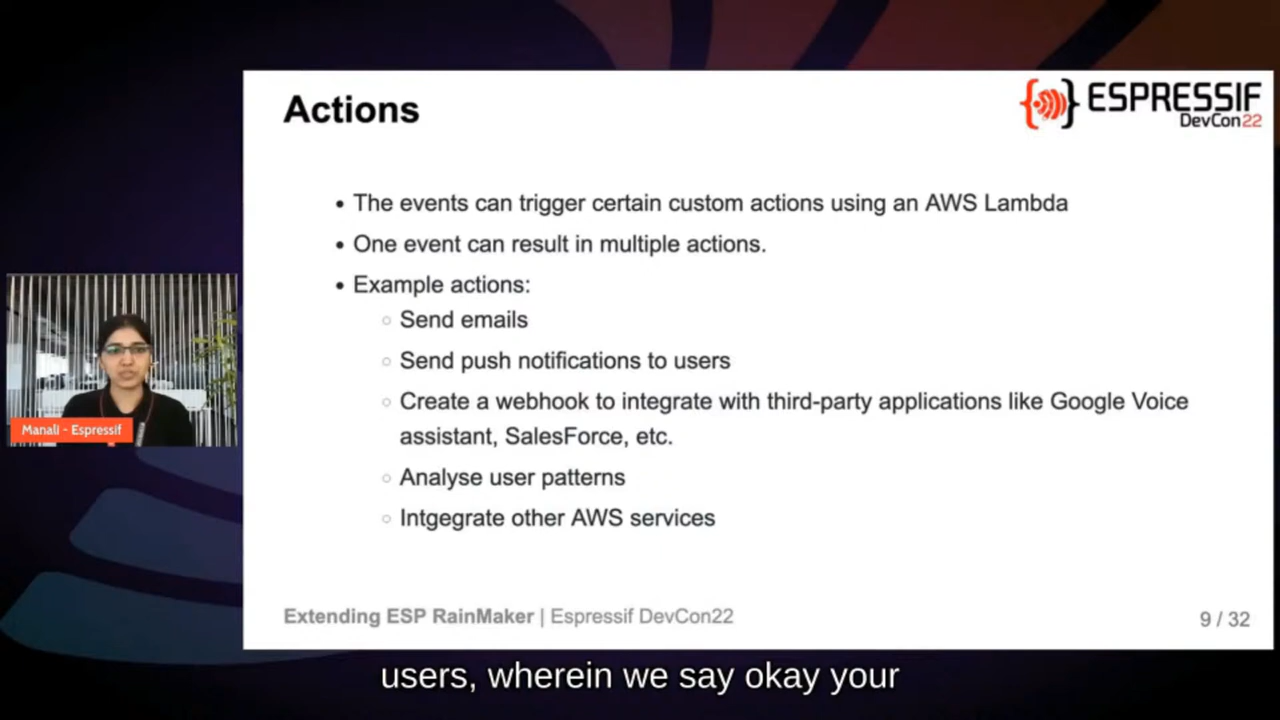 Actions
ESPRESSIF
DevCon22
• The events can trigger certain custom actions using an AWS Lambda
• One event can result in multiple actions.
• Example actions:
○ Send emails
○ Send push notifications to users
○ Create a webhook to integrate with third-party applications like Google Voice
assistant, SalesForce, etc.
○ Analyse user patterns
○ Intgegrate other AWS services
Manali - Espressif
Extending ESP RainMaker | Espressif DevCon22
9 / 32
users, wherein we say okay your